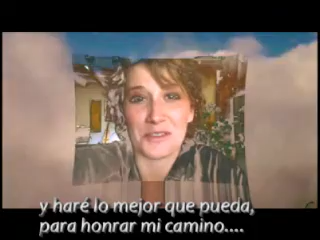 y haré lo mejor que pueda,
para honrar mi camino....